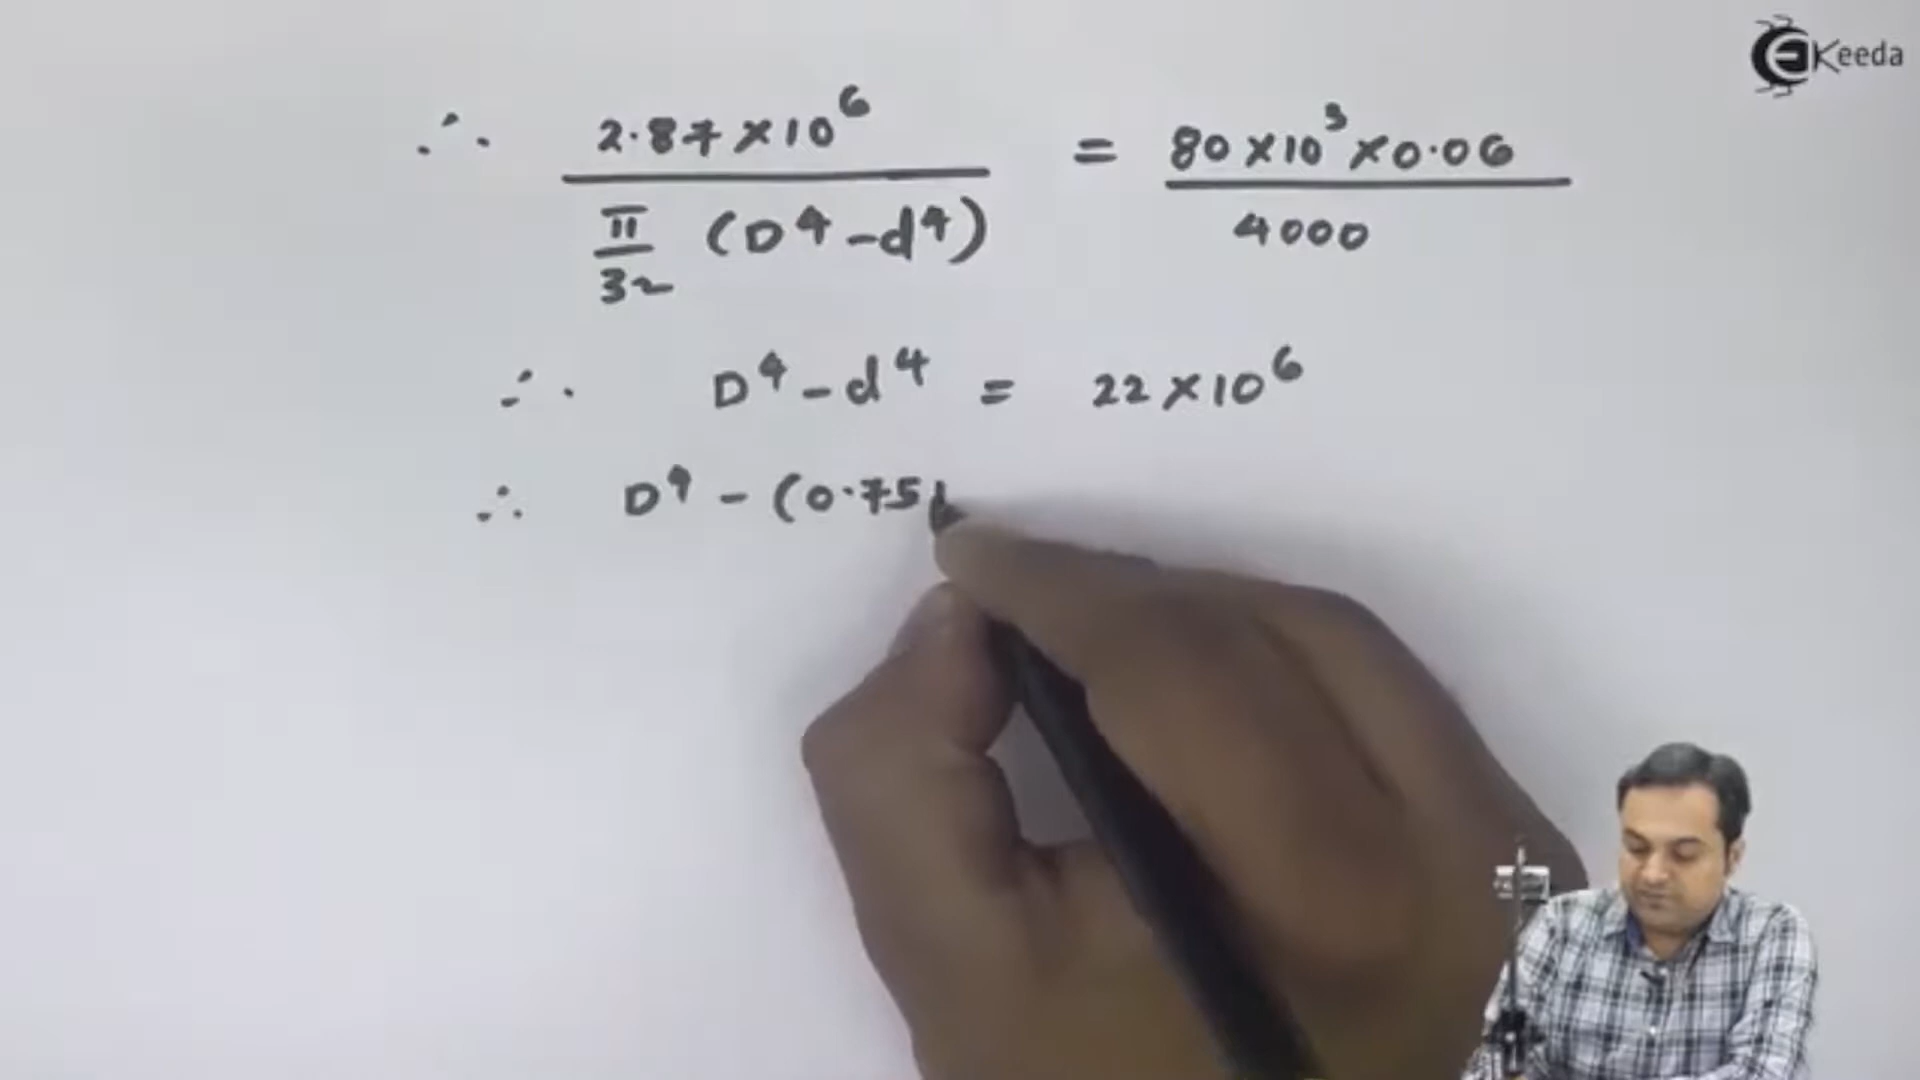 EKeeda
∴ 2.87×10⁶ / π/32 (D⁴-d⁴) = 80×10³×0.06 / 4000
∴ D⁴-d⁴ = 22×10⁶
∴ D⁴ - (0.75